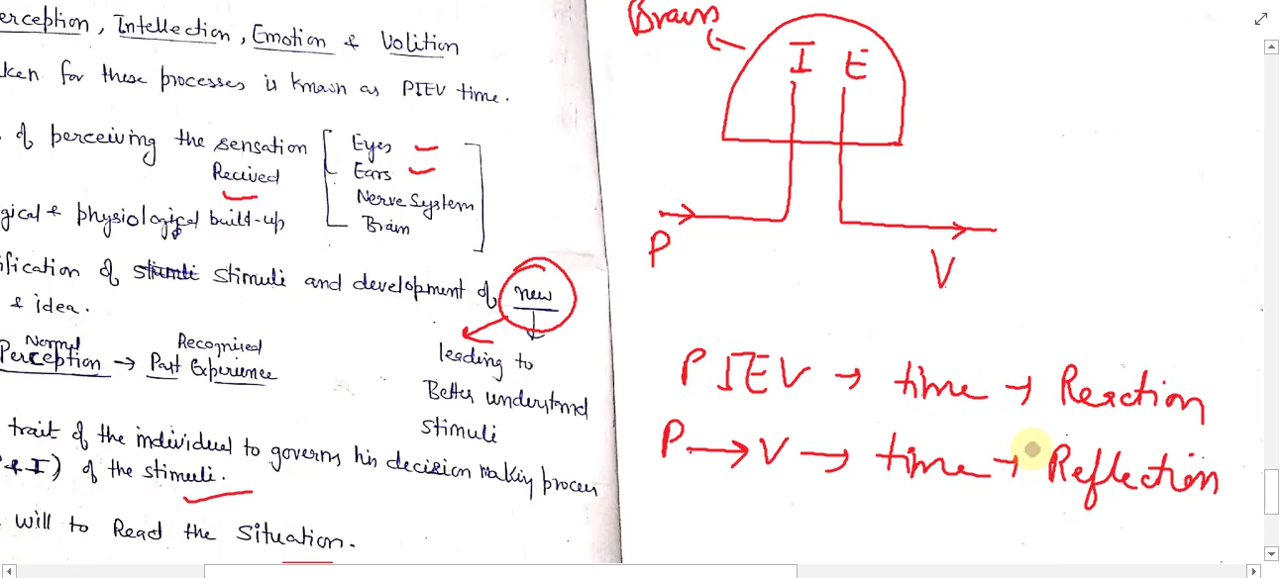 erception, Intellection, Emotion & Volition
ken for these processes is known as PIEV time.
of perceiving the sensation
Recived
Eyes
Ears
Nerve System
Brain
gical & physiological build-up
ification of stimuli and development of new
& idea.
Normal
Perception → Past Experience
Recognised
leading to
Better understand
stimuli
trait of the individual to governs his decision making proces
& I) of the stimuli.
will to Read the situation.
Brain
I E
P
V
PIEV → time → Reaction
P → V → time → Reflection